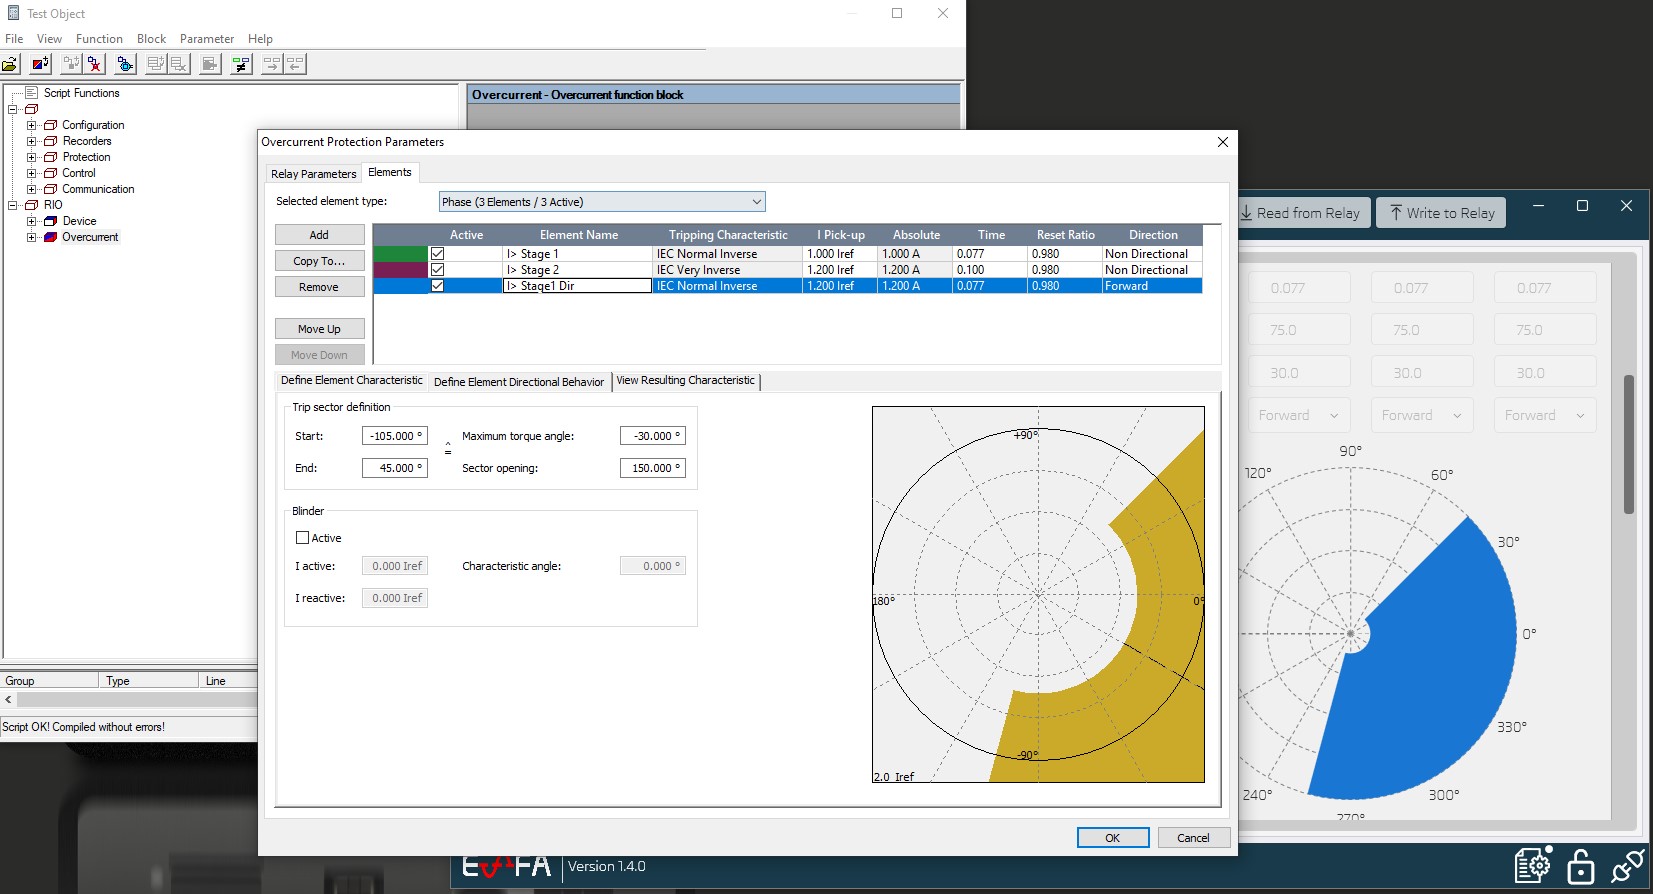 Test Object
File View Function Block Parameter Help
Script Functions
Configuration
Recorders
Protection
Control
Communication
RIO
Device
Overcurrent
Overcurrent - Overcurrent function block
Group Type Line
Script OK! Compiled without errors!
Overcurrent Protection Parameters
Relay Parameters Elements
Selected element type: Phase (3 Elements / 3 Active)
Add
Copy To...
Remove
Move Up
Move Down
Active Element Name Tripping Characteristic I Pick-up Absolute Time Reset Ratio Direction
I> Stage 1 IEC Normal Inverse 1.000 Iref 1.000 A 0.077 0.980 Non Directional
I> Stage 2 IEC Very Inverse 1.200 Iref 1.200 A 0.100 0.980 Non Directional
I> Stage1 Dir IEC Normal Inverse 1.200 Iref 1.200 A 0.077 0.980 Forward
Define Element Characteristic Define Element Directional Behavior View Resulting Characteristic
Trip sector definition
Start: -105.000 ° ≙ Maximum torque angle: -30.000 °
End: 45.000 ° Sector opening: 150.000 °
Blinder
Active
I active: 0.000 Iref Characteristic angle: 0.000 °
I reactive: 0.000 Iref
+90°
180° 0°
-90°
2.0 Iref
OK Cancel
Read from Relay Write to Relay
0.077 0.077 0.077
75.0 75.0 75.0
30.0 30.0 30.0
Forward Forward Forward
90°
120° 60°
30°
0°
330°
240° 300°
270°
Version 1.4.0